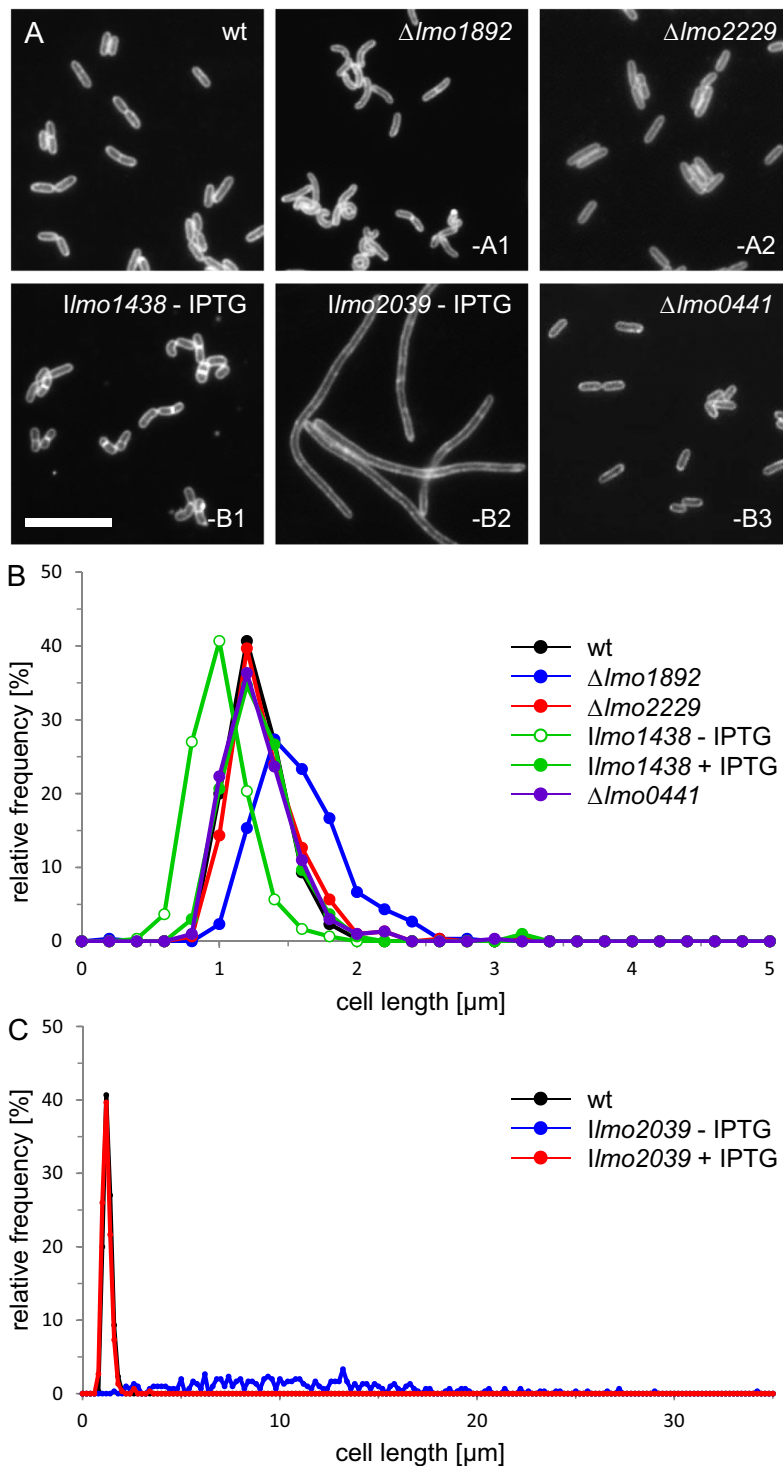 A
wt
Δlmo1892
Δlmo2229
-A1
-A2
Ilmo1438 - IPTG
Ilmo2039 - IPTG
Δlmo0441
-B1
-B2
-B3
B
50
40
30
20
10
0
relative frequency [%]
0 1 2 3 4 5
cell length [µm]
wt
Δlmo1892
Δlmo2229
Ilmo1438 - IPTG
Ilmo1438 + IPTG
Δlmo0441
C
50
40
30
20
10
0
relative frequency [%]
0 10 20 30
cell length [µm]
wt
Ilmo2039 - IPTG
Ilmo2039 + IPTG